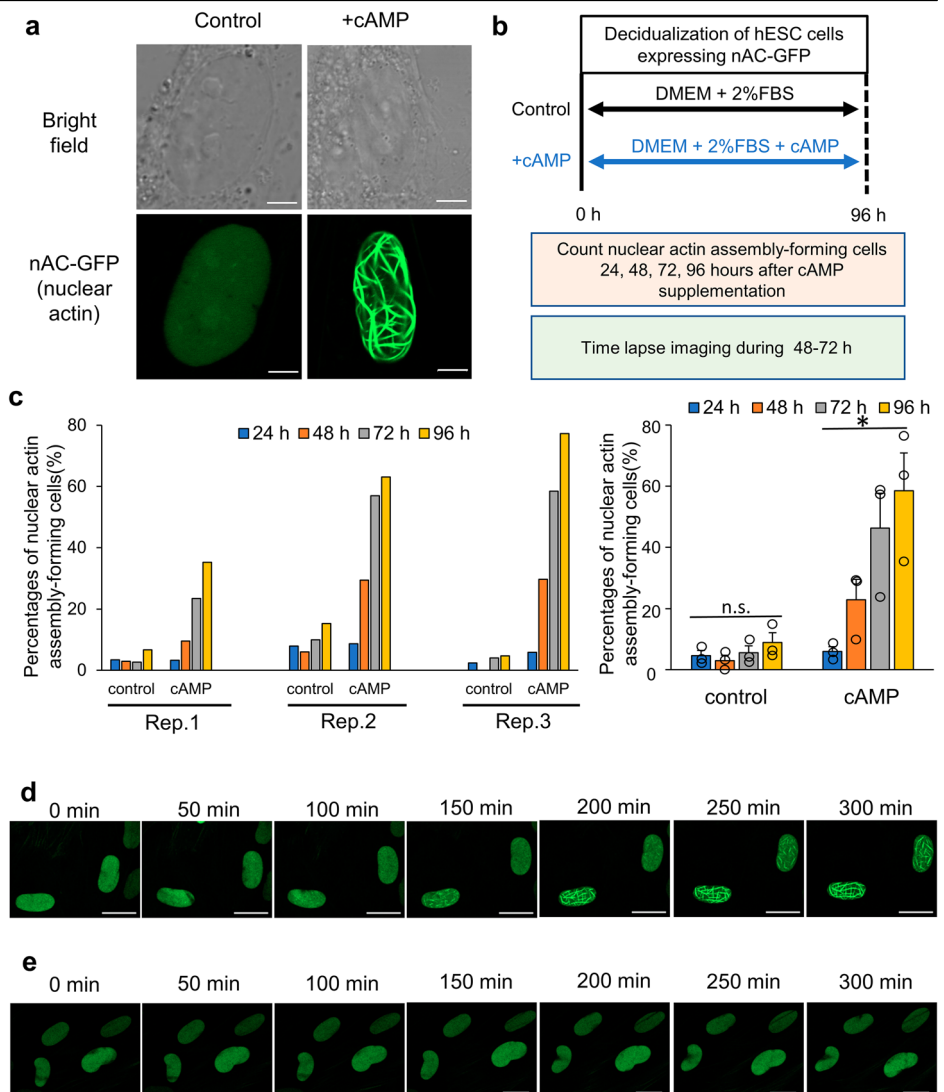 a
Control
+cAMP
Bright
field
nAC-GFP
(nuclear
actin)
b
Decidualization of hESC cells
expressing nAC-GFP
Control
DMEM + 2%FBS
+cAMP
DMEM + 2%FBS + cAMP
0 h
96 h
Count nuclear actin assembly-forming cells
24, 48, 72, 96 hours after cAMP
supplementation
Time lapse imaging during 48-72 h
c
Percentages of nuclear actin
assembly-forming cells(%)
80
60
40
20
0
24 h 48 h 72 h 96 h
control cAMP
Rep.1
control cAMP
Rep.2
control cAMP
Rep.3
Percentages of nuclear actin
assembly-forming cells(%)
80
60
40
20
0
24 h 48 h 72 h 96 h
n.s.
*
control
cAMP
d
0 min 50 min 100 min 150 min 200 min 250 min 300 min
e
0 min 50 min 100 min 150 min 200 min 250 min 300 min